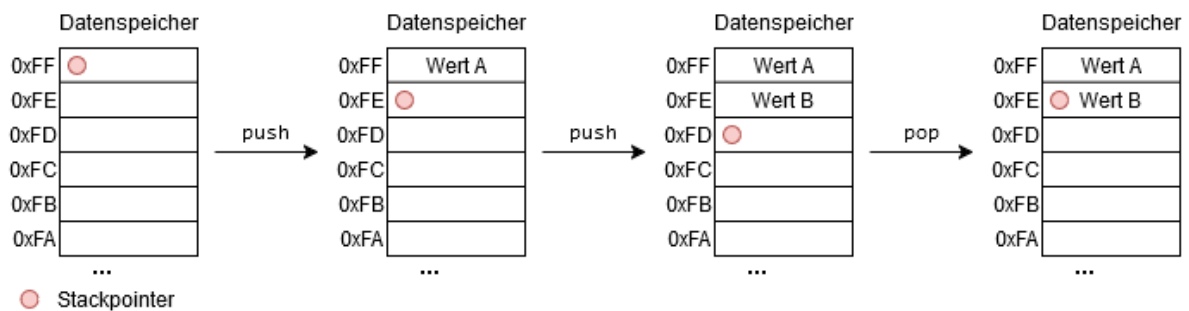 Datenspeicher Datenspeicher Datenspeicher Datenspeicher
0xFF 0xFF Wert A 0xFF Wert A 0xFF Wert A
0xFE 0xFE 0xFE Wert B 0xFE Wert B
0xFD push 0xFD push 0xFD pop 0xFD
0xFC 0xFC 0xFC 0xFC
0xFB 0xFB 0xFB 0xFB
0xFA 0xFA 0xFA 0xFA
... ... ... ...
Stackpointer